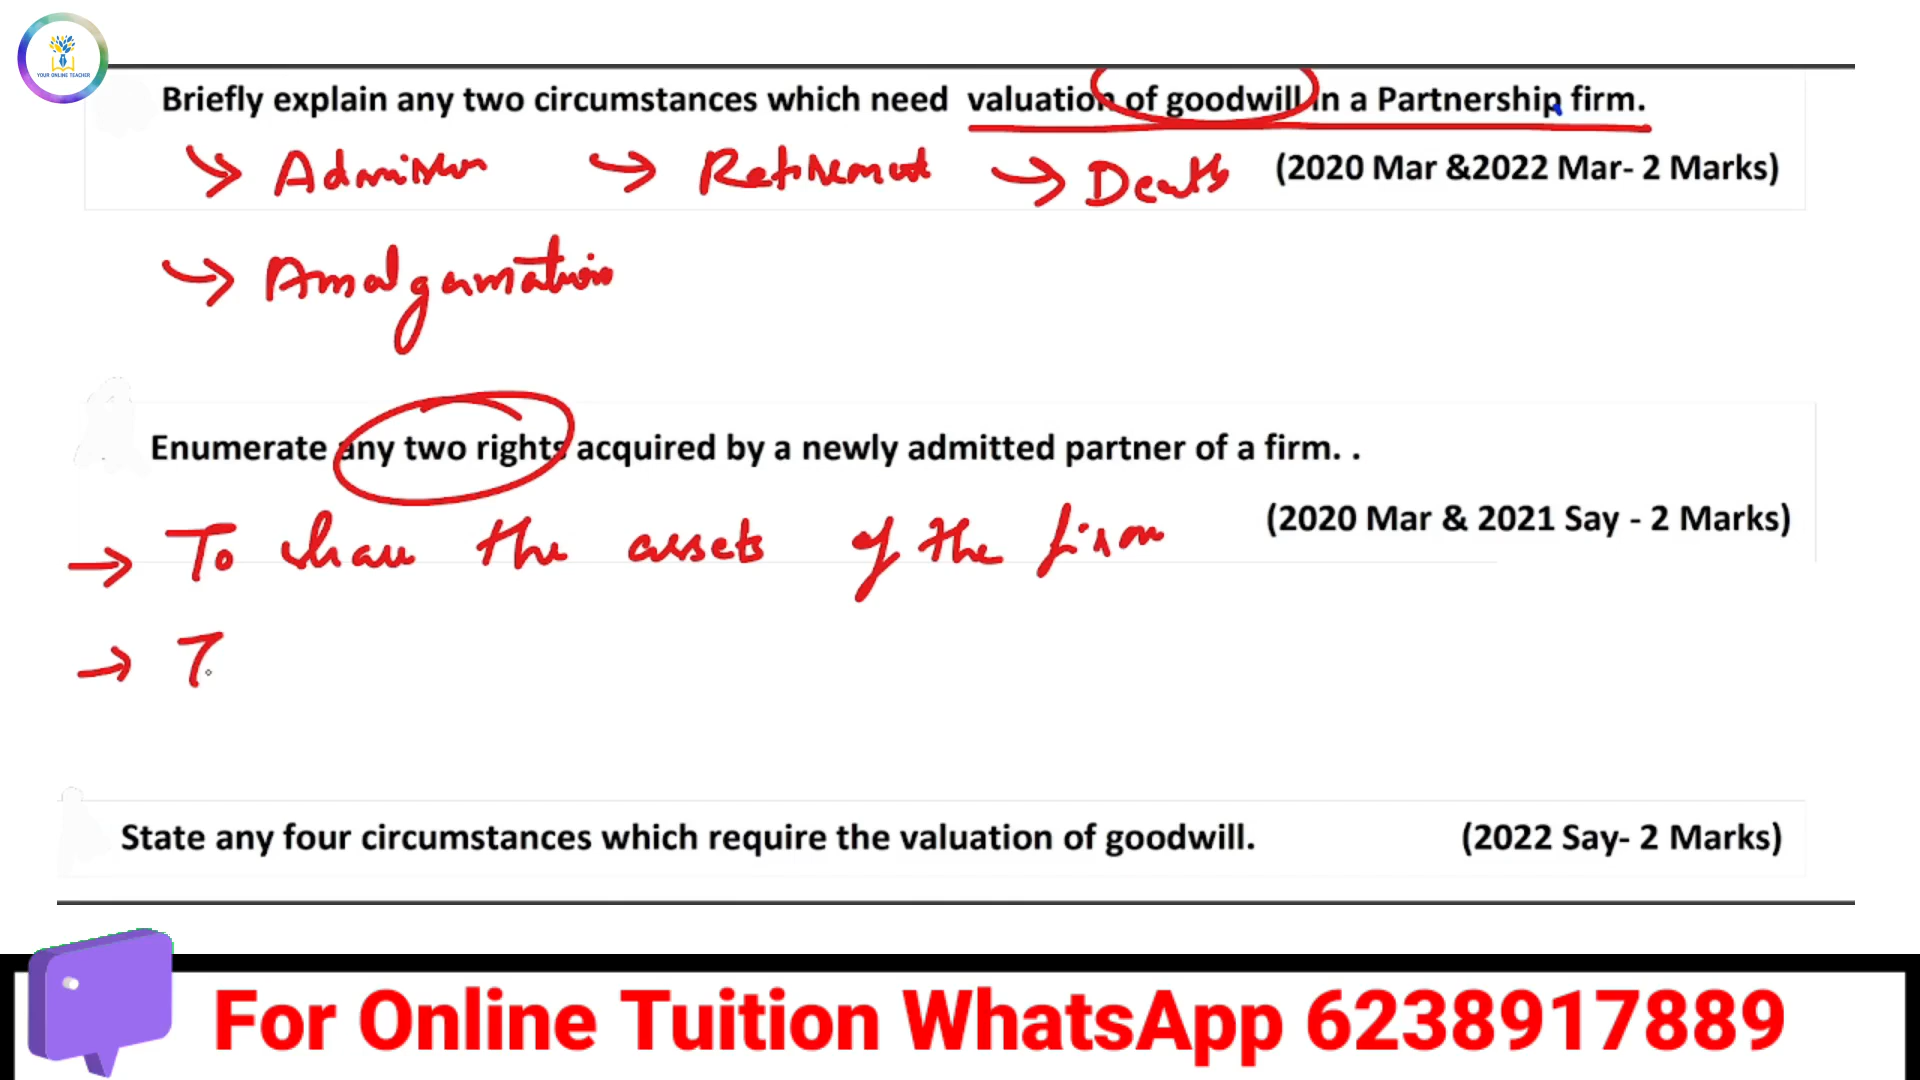 YOUR ONLINE TEACHER
Briefly explain any two circumstances which need valuation of goodwill in a Partnership firm.
→ Admission → Retirement → Death (2020 Mar &2022 Mar- 2 Marks)
→ Amalgamation
Enumerate any two rights acquired by a newly admitted partner of a firm. .
(2020 Mar & 2021 Say - 2 Marks)
→ To share the assets of the firm
→ T
State any four circumstances which require the valuation of goodwill. (2022 Say- 2 Marks)
For Online Tuition WhatsApp 6238917889